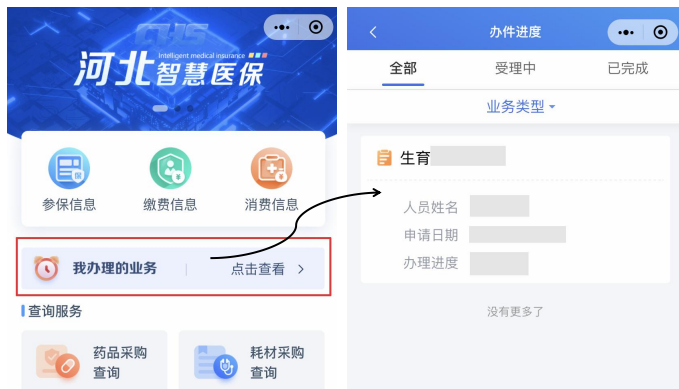 CHS
Intelligent medical insurance
河北智慧医保
参保信息
缴费信息
消费信息
我办理的业务
点击查看
查询服务
药品采购
查询
耗材采购
查询
办件进度
全部
受理中
已完成
业务类型
生育
人员姓名
申请日期
办理进度
没有更多了